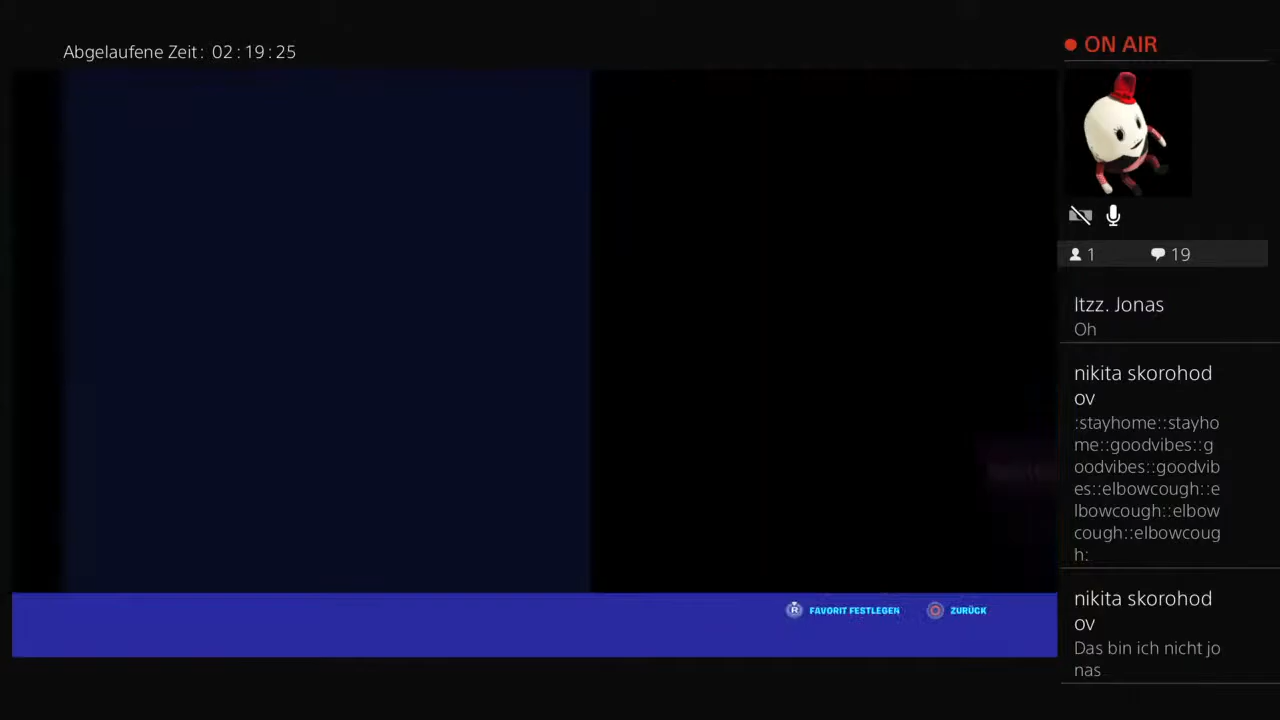 Abgelaufene Zeit: 02:19:25
ON AIR
1 19
Itzz. Jonas
Oh
nikita skorohod
ov
:stayhome::stayho
me::goodvibes::g
oodvibes::goodvib
es::elbowcough::e
lbowcough::elbow
cough::elbowcoug
h:
nikita skorohod
ov
Das bin ich nicht jo
nas
R FAVORIT FESTLEGEN ZURÜCK